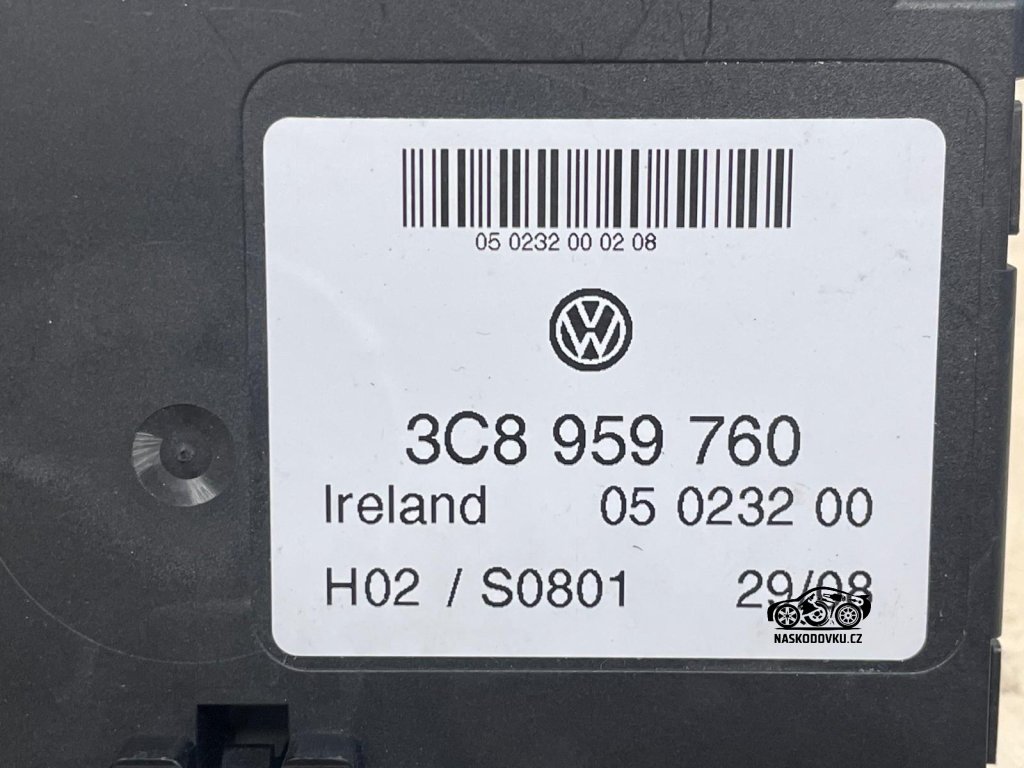 05 0232 00 02 08
3C8 959 760
Ireland 05 0232 00
H02 / S0801 29/08
NASKODOVKU.CZ